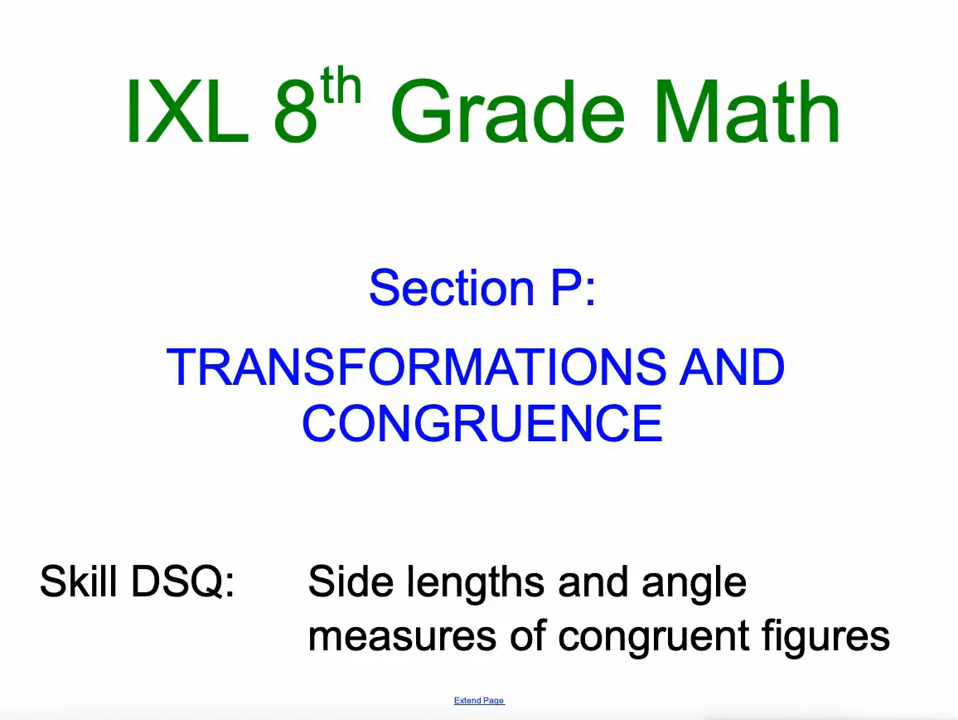 IXL 8th Grade Math
Section P:
TRANSFORMATIONS AND
CONGRUENCE
Skill DSQ: Side lengths and angle
measures of congruent figures
Extend Page